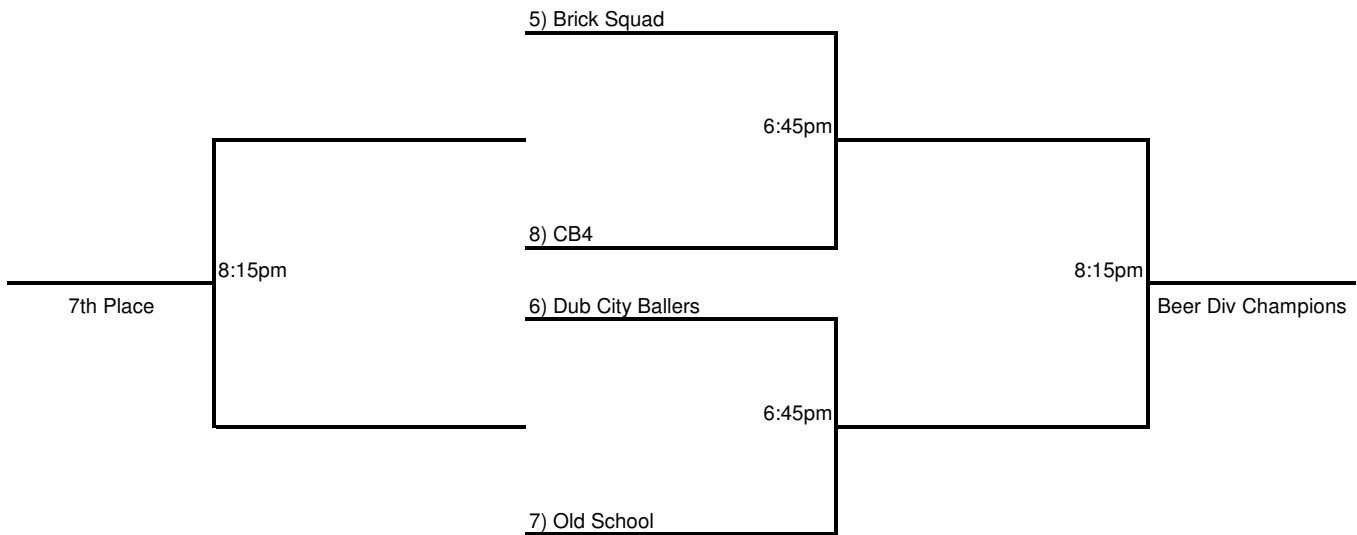 5) Brick Squad
6:45pm
8) CB4
8:15pm
8:15pm
7th Place
6) Dub City Ballers
Beer Div Champions
6:45pm
7) Old School